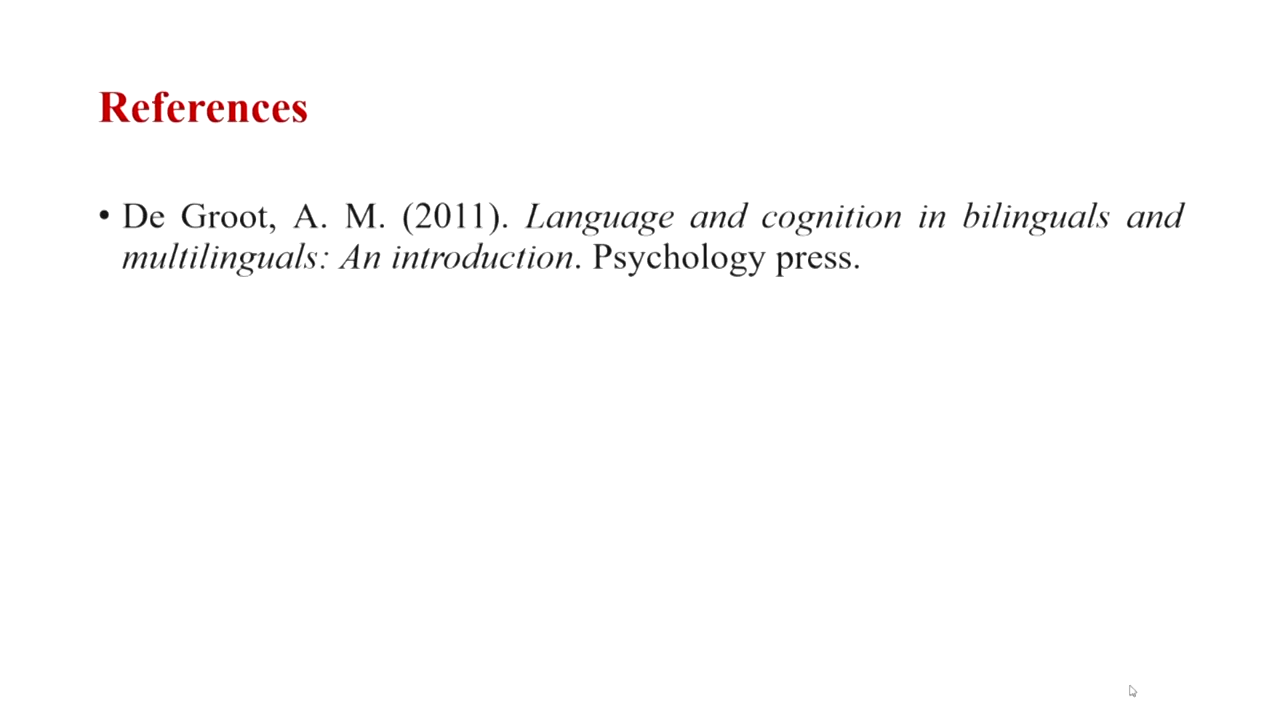 References
• De Groot, A. M. (2011). Language and cognition in bilinguals and
multilinguals: An introduction. Psychology press.